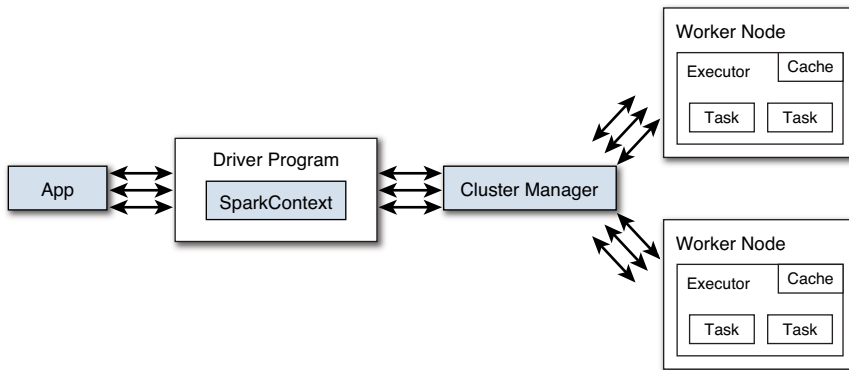 App
Driver Program
SparkContext
Cluster Manager
Worker Node
Executor
Cache
Task
Task
Worker Node
Executor
Cache
Task
Task